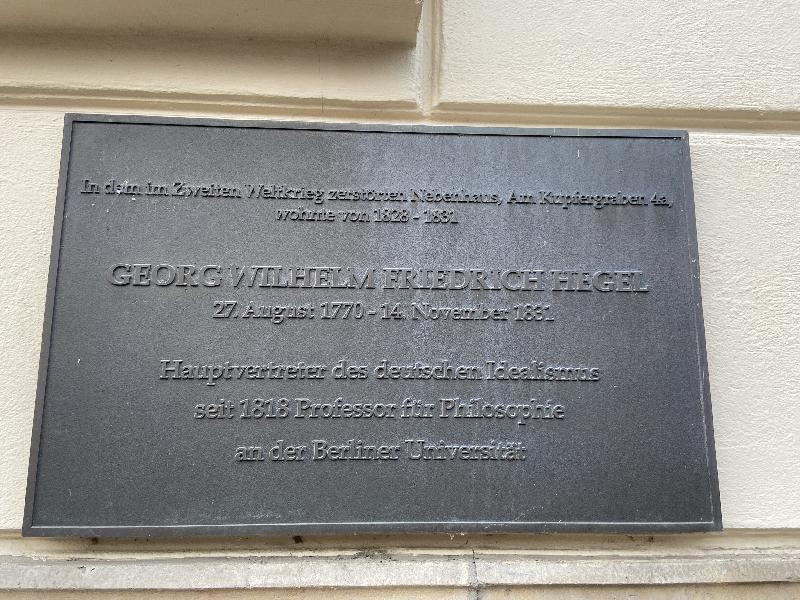 In dem im Zweiten Weltkrieg zerstörten Nebenhaus, Am Kupfergraben 4a,
wohnte von 1828 - 1831
GEORG WILHELM FRIEDRICH HEGEL
27. August 1770 - 14. November 1831
Hauptvertreter des deutschen Idealismus
seit 1818 Professor für Philosophie
an der Berliner Universität